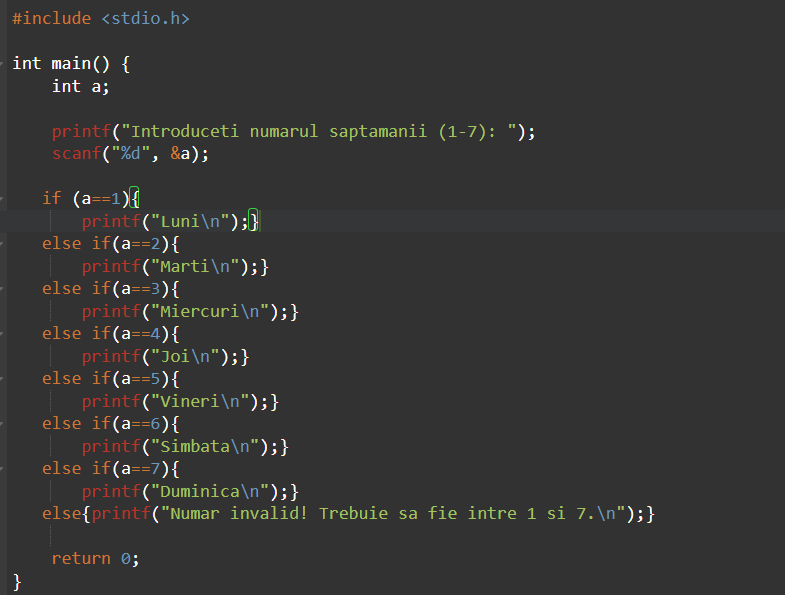 #include <stdio.h>
int main() {
int a;
printf("Introduceti numarul saptamanii (1-7): ");
scanf("%d", &a);
if (a==1){
printf("Luni\n");}
else if(a==2){
printf("Marti\n");}
else if(a==3){
printf("Miercuri\n");}
else if(a==4){
printf("Joi\n");}
else if(a==5){
printf("Vineri\n");}
else if(a==6){
printf("Simbata\n");}
else if(a==7){
printf("Duminica\n");}
else{printf("Numar invalid! Trebuie sa fie intre 1 si 7.\n");}
return 0;
}